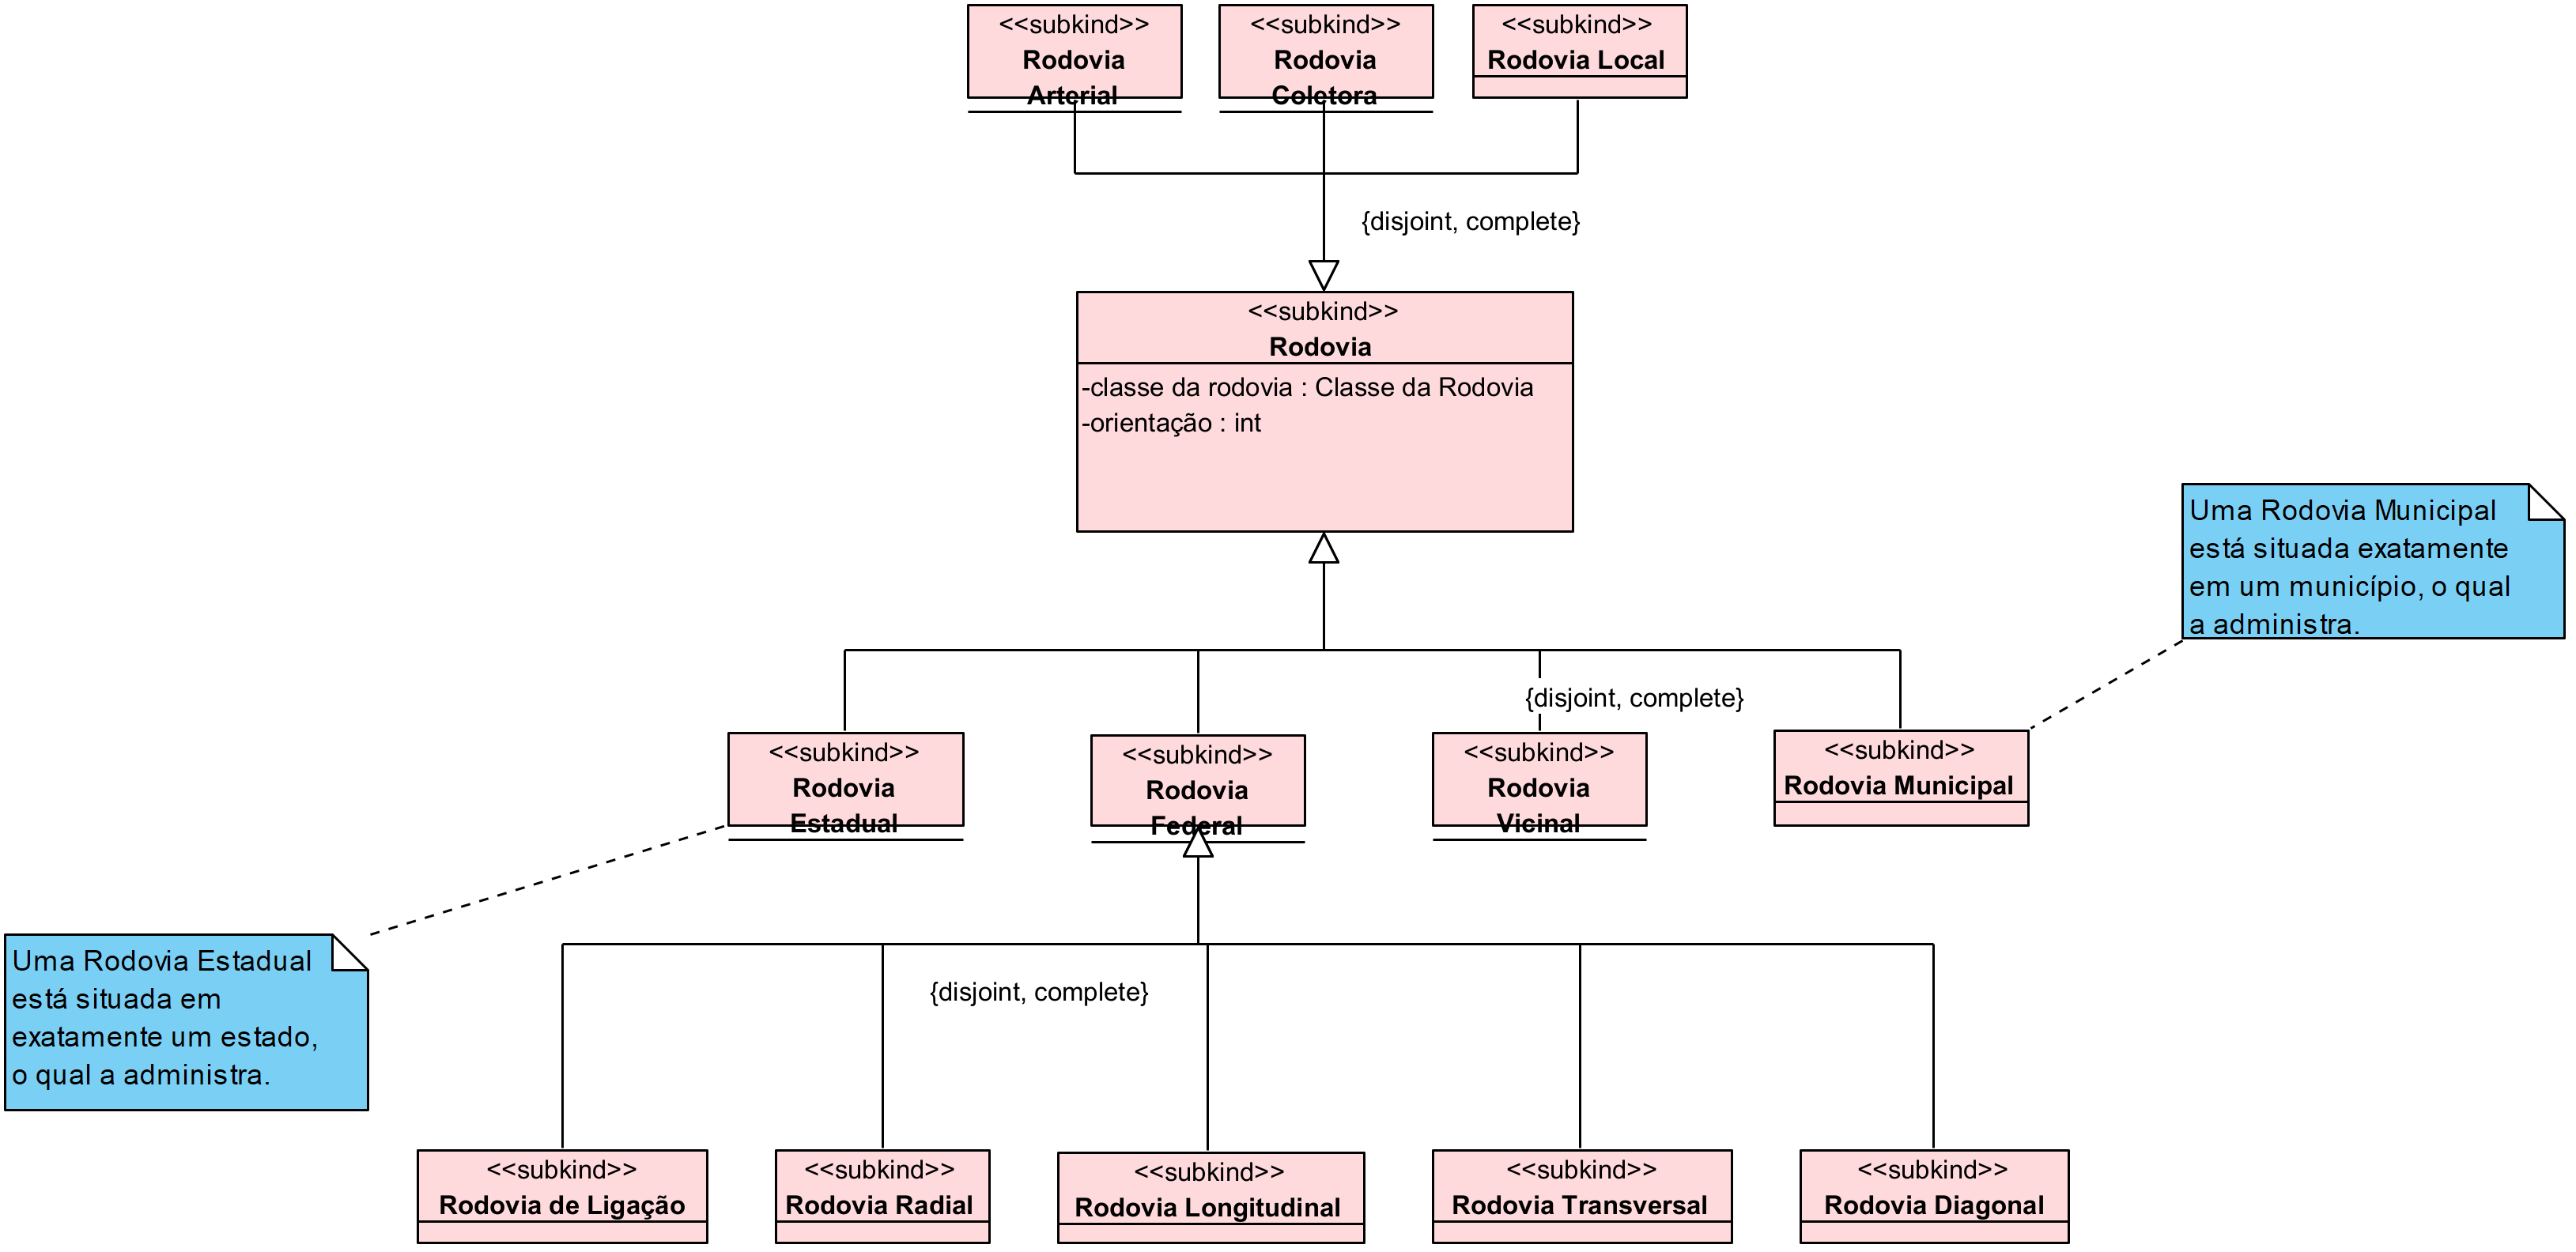 <<subkind>>
Rodovia
Arterial
<<subkind>>
Rodovia
Coletora
<<subkind>>
Rodovia Local
{disjoint, complete}
<<subkind>>
Rodovia
-classe da rodovia : Classe da Rodovia
-orientação : int
Uma Rodovia Municipal
está situada exatamente
em um município, o qual
a administra.
{disjoint, complete}
<<subkind>>
Rodovia
Estadual
<<subkind>>
Rodovia
Federal
<<subkind>>
Rodovia
Vicinal
<<subkind>>
Rodovia Municipal
Uma Rodovia Estadual
está situada em
exatamente um estado,
o qual a administra.
{disjoint, complete}
<<subkind>>
Rodovia de Ligação
<<subkind>>
Rodovia Radial
<<subkind>>
Rodovia Longitudinal
<<subkind>>
Rodovia Transversal
<<subkind>>
Rodovia Diagonal